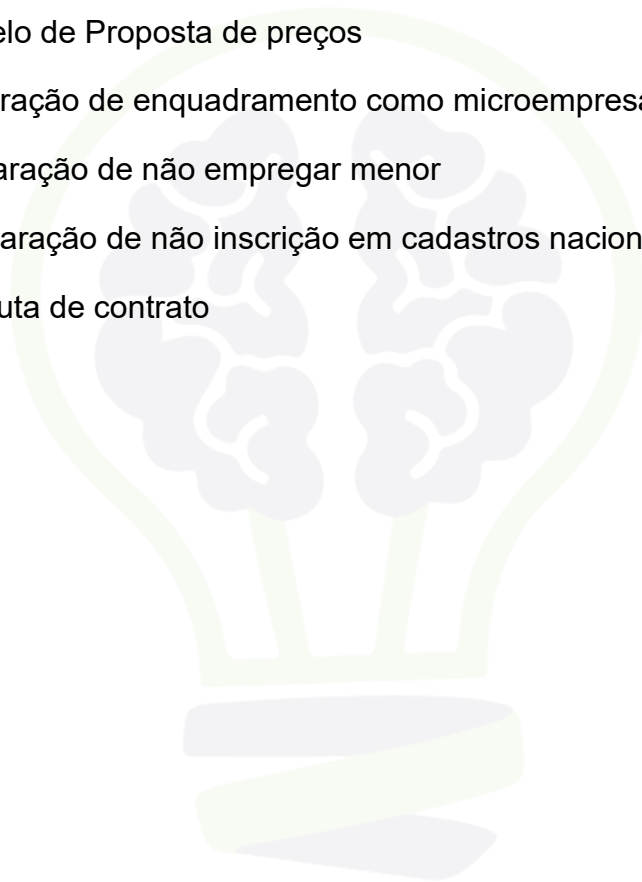 elo de Proposta de preços
ração de enquadramento como microempresa
aração de não empregar menor
aração de não inscrição em cadastros nacion
uta de contrato